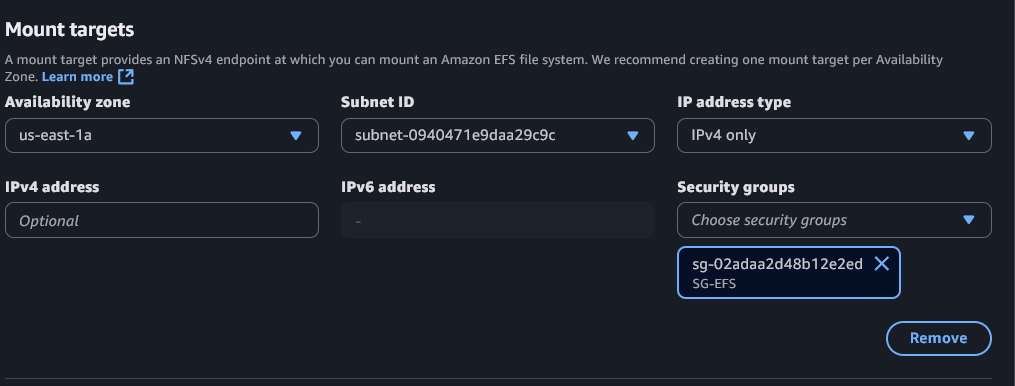 Mount targets
A mount target provides an NFSv4 endpoint at which you can mount an Amazon EFS file system. We recommend creating one mount target per Availability
Zone. Learn more
Availability zone
Subnet ID
IP address type
us-east-1a
subnet-0940471e9daa29c9c
IPv4 only
IPv4 address
IPv6 address
Security groups
Optional
-
Choose security groups
sg-02adaa2d48b12e2ed
SG-EFS
Remove